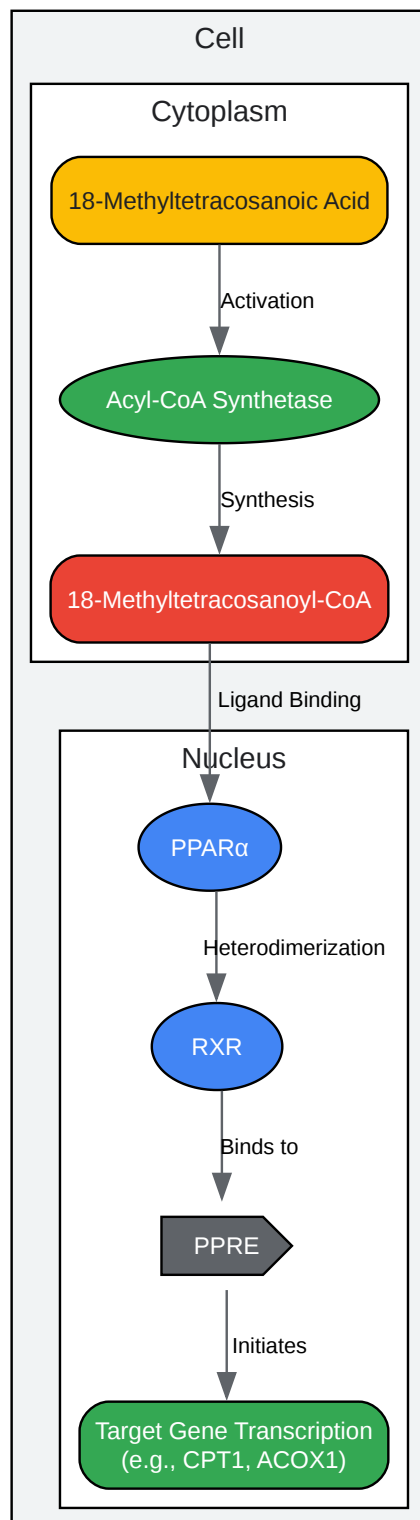 Cell
Cytoplasm
18-Methyltetracosanoic Acid
Activation
Acyl-CoA Synthetase
Synthesis
18-Methyltetracosanoyl-CoA
Ligand Binding
Nucleus
PPARα
Heterodimerization
RXR
Binds to
PPRE
Initiates
Target Gene Transcription
(e.g., CPT1, ACOX1)